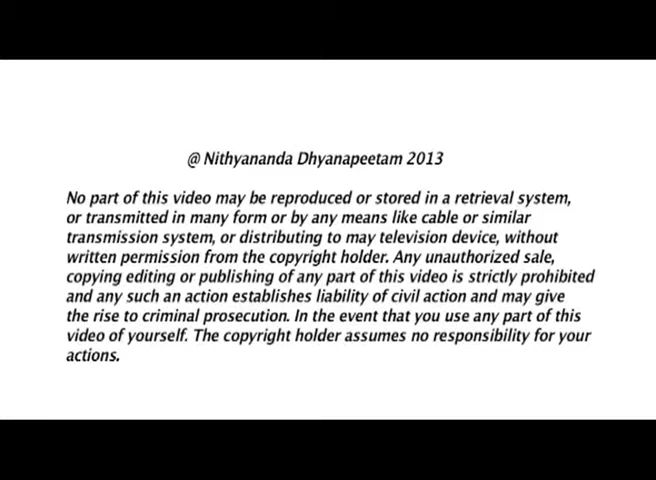 @ Nithyananda Dhyanapeetam 2013
No part of this video may be reproduced or stored in a retrieval system,
or transmitted in many form or by any means like cable or similar
transmission system, or distributing to may television device, without
written permission from the copyright holder. Any unauthorized sale,
copying editing or publishing of any part of this video is strictly prohibited
and any such an action establishes liability of civil action and may give
the rise to criminal prosecution. In the event that you use any part of this
video of yourself. The copyright holder assumes no responsibility for your
actions.